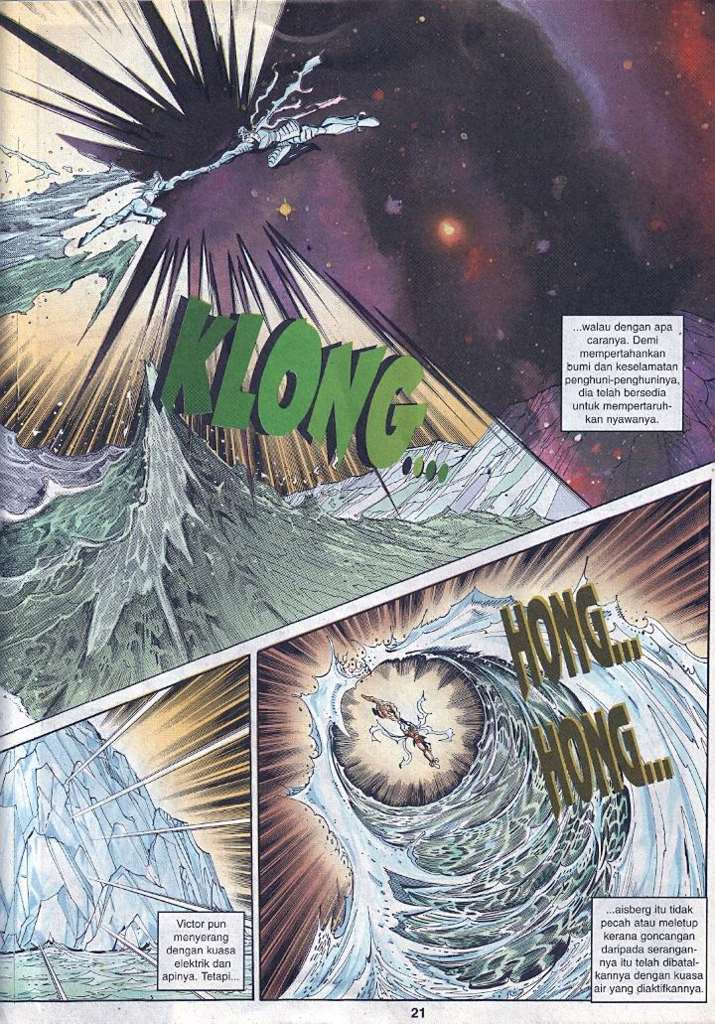 KLONG...
...walau dengan apa
caranya. Demi
mempertahankan
bumi dan keselamatan
penghuni-penghuninya,
dia telah bersedia
untuk mempertaruh-
kan nyawanya.
Victor pun
menyerang
dengan kuasa
elektrik dan
apinya. Tetapi...
HONG...
HONG...
...aisberg itu tidak
pecah atau meletup
kerana goncangan
daripada serangan-
nya itu telah dibatal-
kannya dengan kuasa
air yang diaktifkannya.
21